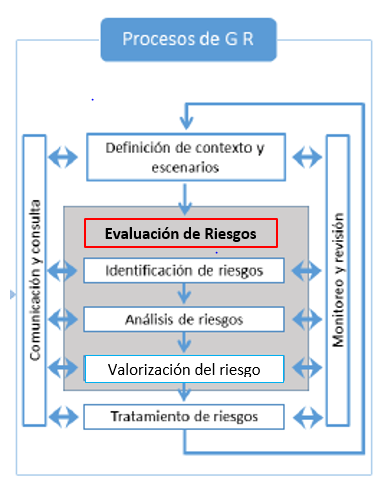 Procesos de G R
Definición de contexto y
escenarios
Evaluación de Riesgos
Identificación de riesgos
Análisis de riesgos
Valorización del riesgo
Tratamiento de riesgos
Comunicación y consulta
Monitoreo y revisión